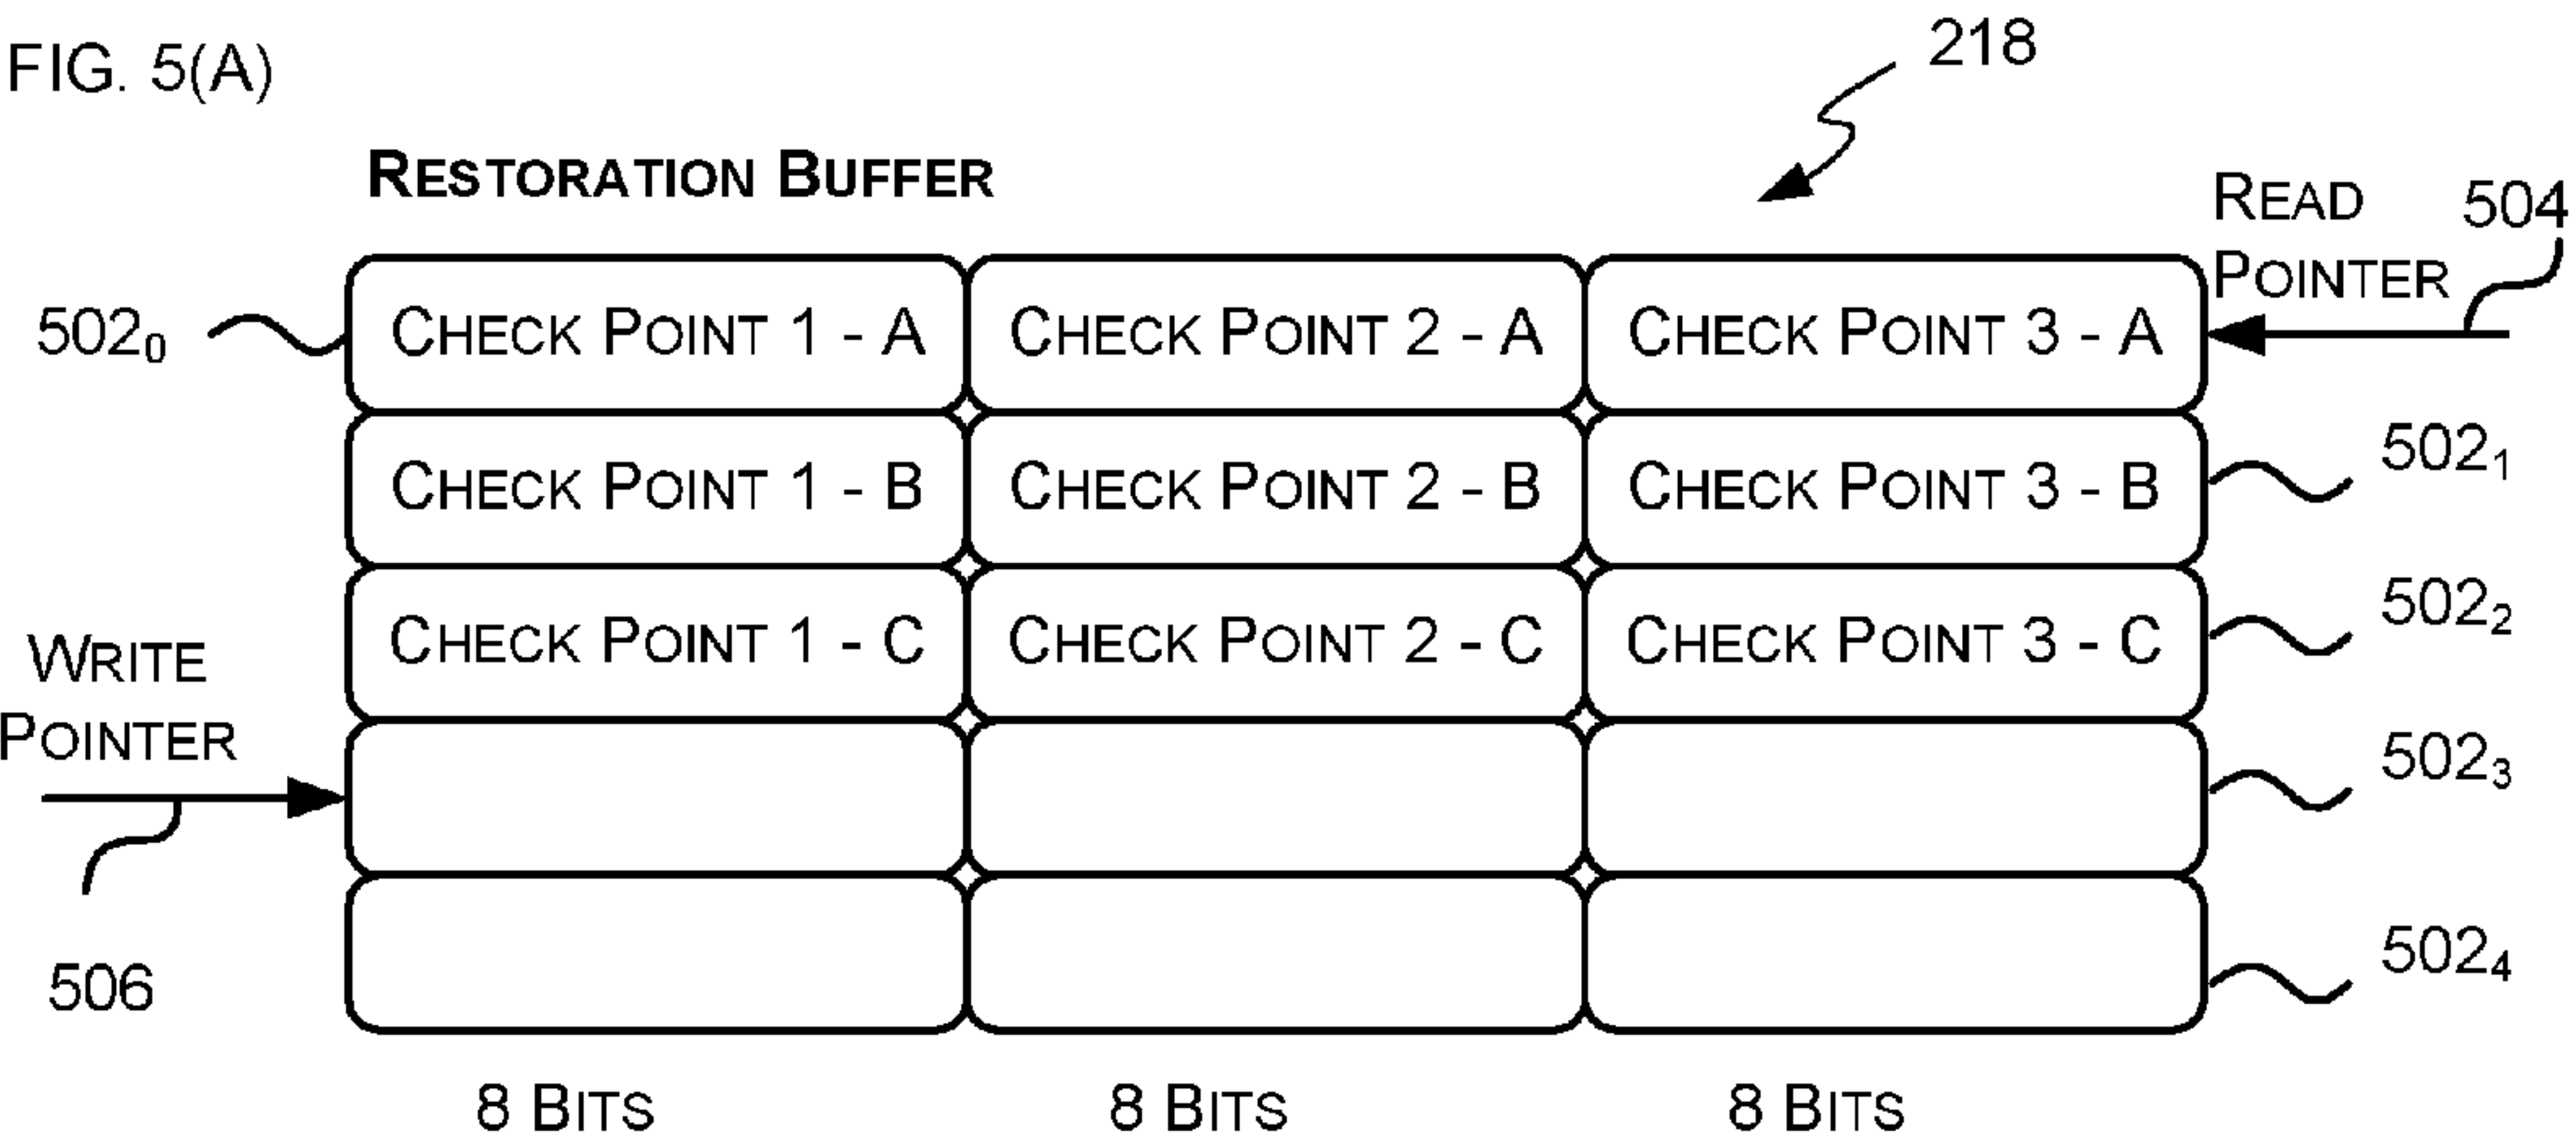 FIG. 5(A)
218
RESTORATION BUFFER
READ
POINTER
504
502₀
CHECK POINT 1 - A
CHECK POINT 2 - A
CHECK POINT 3 - A
CHECK POINT 1 - B
CHECK POINT 2 - B
CHECK POINT 3 - B
502₁
CHECK POINT 1 - C
CHECK POINT 2 - C
CHECK POINT 3 - C
502₂
WRITE
POINTER
502₃
506
502₄
8 BITS
8 BITS
8 BITS